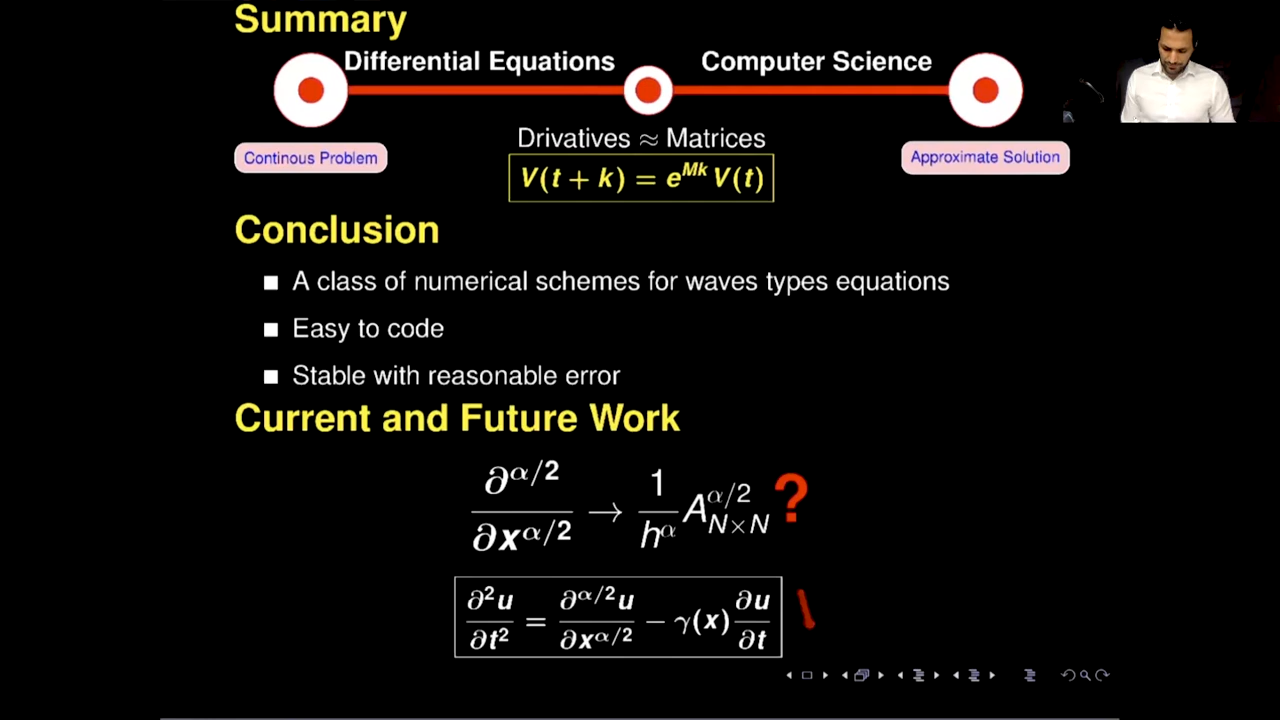 Summary
Differential Equations Computer Science
Drivatives ≈ Matrices
Continous Problem
Approximate Solution
V(t + k) = e^{Mk} V(t)
Conclusion
A class of numerical schemes for waves types equations
Easy to code
Stable with reasonable error
Current and Future Work
∂^{α/2}/∂x^{α/2} → 1/h^α A^{α/2}_{N×N} ?
∂²u/∂t² = ∂^{α/2}u/∂x^{α/2} − γ(x) ∂u/∂t